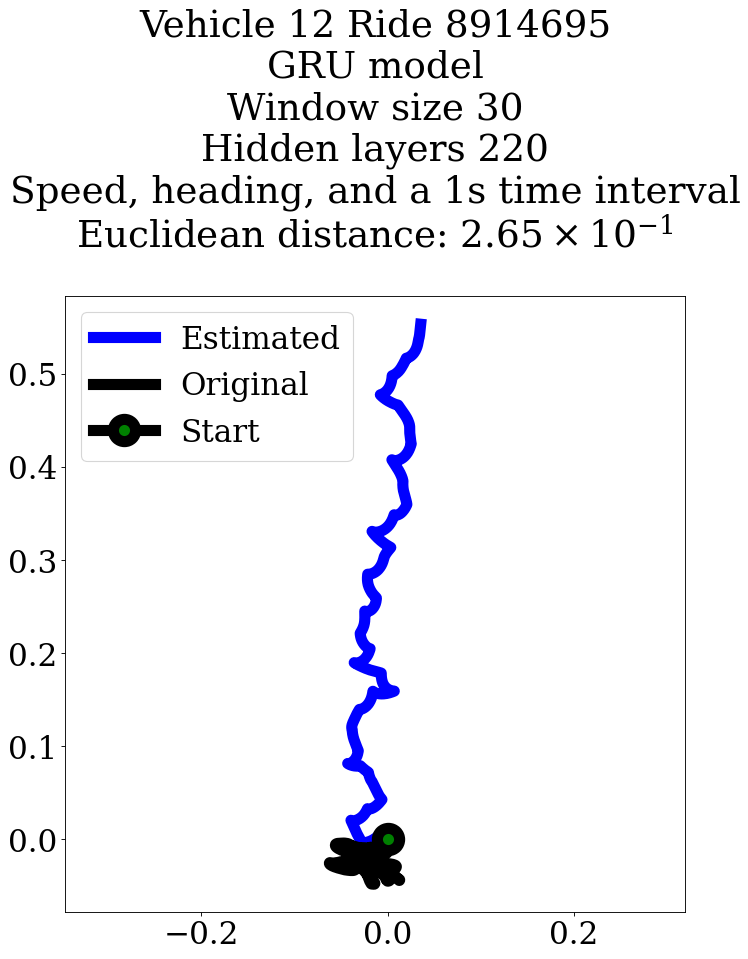 Vehicle 12 Ride 8914695
GRU model
Window size 30
Hidden layers 220
Speed, heading, and a 1s time interval
Euclidean distance: 2.65 × 10⁻¹
Estimated
Original
Start
0.5
0.4
0.3
0.2
0.1
0.0
−0.2
0.0
0.2